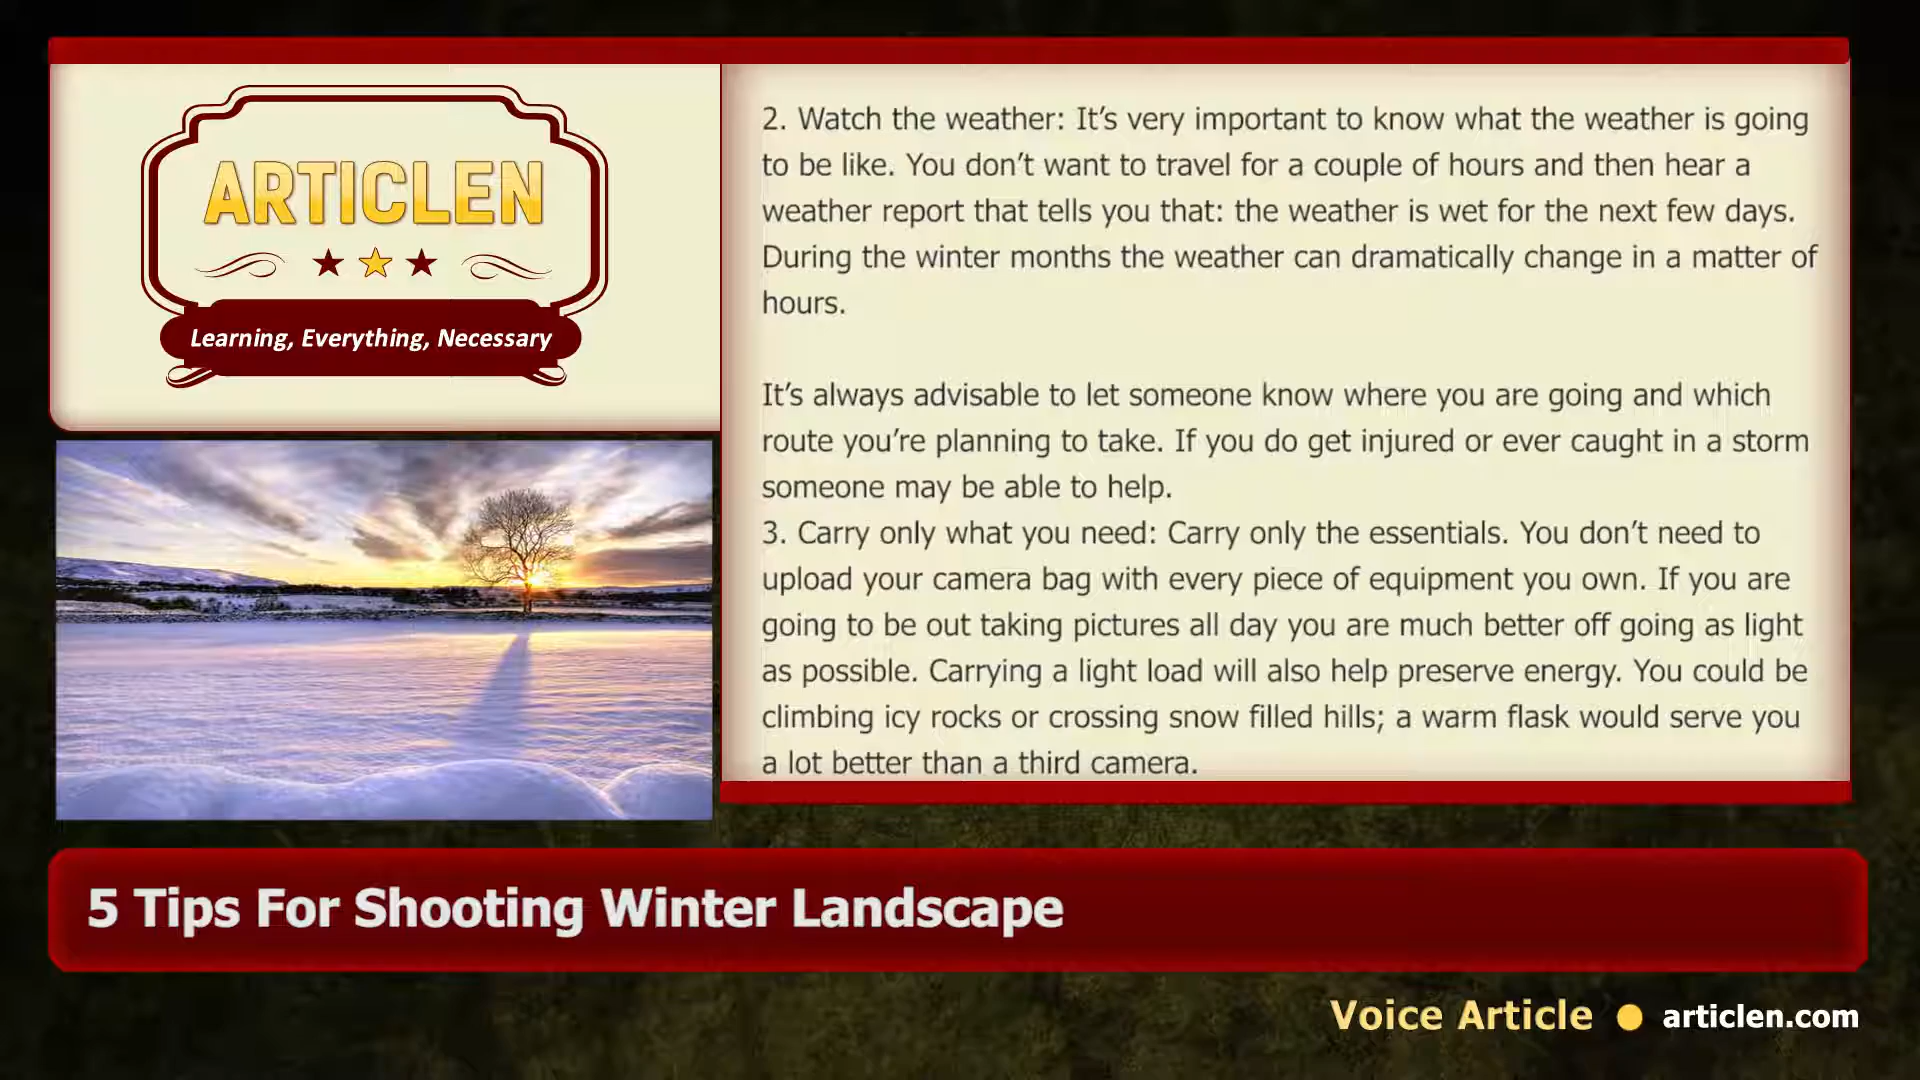 ARTICLEN
Learning, Everything, Necessary
2. Watch the weather: It’s very important to know what the weather is going
to be like. You don’t want to travel for a couple of hours and then hear a
weather report that tells you that: the weather is wet for the next few days.
During the winter months the weather can dramatically change in a matter of
hours.
It’s always advisable to let someone know where you are going and which
route you’re planning to take. If you do get injured or ever caught in a storm
someone may be able to help.
3. Carry only what you need: Carry only the essentials. You don’t need to
upload your camera bag with every piece of equipment you own. If you are
going to be out taking pictures all day you are much better off going as light
as possible. Carrying a light load will also help preserve energy. You could be
climbing icy rocks or crossing snow filled hills; a warm flask would serve you
a lot better than a third camera.
5 Tips For Shooting Winter Landscape
Voice Article
articlen.com